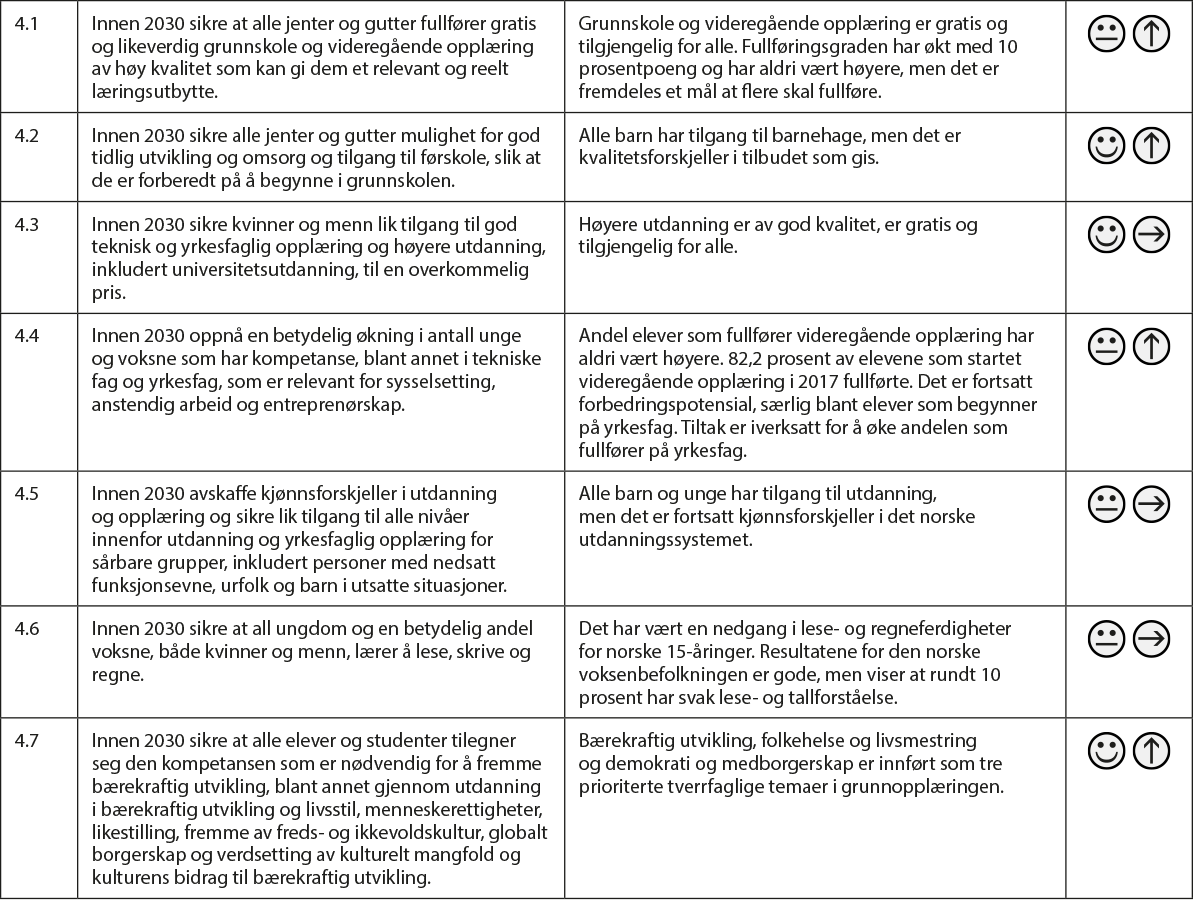 4.1
Innen 2030 sikre at alle jenter og gutter fullfører gratis
og likeverdig grunnskole og videregående opplæring
av høy kvalitet som kan gi dem et relevant og reelt
læringsutbytte.
Grunnskole og videregående opplæring er gratis og
tilgjengelig for alle. Fullføringsgraden har økt med 10
prosentpoeng og har aldri vært høyere, men det er
fremdeles et mål at flere skal fullføre.
4.2
Innen 2030 sikre alle jenter og gutter mulighet for god
tidlig utvikling og omsorg og tilgang til førskole, slik at
de er forberedt på å begynne i grunnskolen.
Alle barn har tilgang til barnehage, men det er
kvalitetsforskjeller i tilbudet som gis.
4.3
Innen 2030 sikre kvinner og menn lik tilgang til god
teknisk og yrkesfaglig opplæring og høyere utdanning,
inkludert universitetsutdanning, til en overkommelig
pris.
Høyere utdanning er av god kvalitet, er gratis og
tilgjengelig for alle.
4.4
Innen 2030 oppnå en betydelig økning i antall unge
og voksne som har kompetanse, blant annet i tekniske
fag og yrkesfag, som er relevant for sysselsetting,
anstendig arbeid og entreprenørskap.
Andel elever som fullfører videregående opplæring har
aldri vært høyere. 82,2 prosent av elevene som startet
videregående opplæring i 2017 fullførte. Det er fortsatt
forbedringspotensial, særlig blant elever som begynner
på yrkesfag. Tiltak er iverksatt for å øke andelen som
fullfører på yrkesfag.
4.5
Innen 2030 avskaffe kjønnsforskjeller i utdanning
og opplæring og sikre lik tilgang til alle nivåer
innenfor utdanning og yrkesfaglig opplæring for
sårbare grupper, inkludert personer med nedsatt
funksjonsevne, urfolk og barn i utsatte situasjoner.
Alle barn og unge har tilgang til utdanning,
men det er fortsatt kjønnsforskjeller i det norske
utdanningssystemet.
4.6
Innen 2030 sikre at all ungdom og en betydelig andel
voksne, både kvinner og menn, lærer å lese, skrive og
regne.
Det har vært en nedgang i lese- og regneferdigheter
for norske 15-åringer. Resultatene for den norske
voksenbefolkningen er gode, men viser at rundt 10
prosent har svak lese- og tallforståelse.
4.7
Innen 2030 sikre at alle elever og studenter tilegner
seg den kompetansen som er nødvendig for å fremme
bærekraftig utvikling, blant annet gjennom utdanning
i bærekraftig utvikling og livsstil, menneskerettigheter,
likestilling, fremme av freds- og ikkevoldskultur, globalt
borgerskap og verdsetting av kulturelt mangfold og
kulturens bidrag til bærekraftig utvikling.
Bærekraftig utvikling, folkehelse og livsmestring
og demokrati og medborgerskap er innført som tre
prioriterte tverrfaglige temaer i grunnopplæringen.